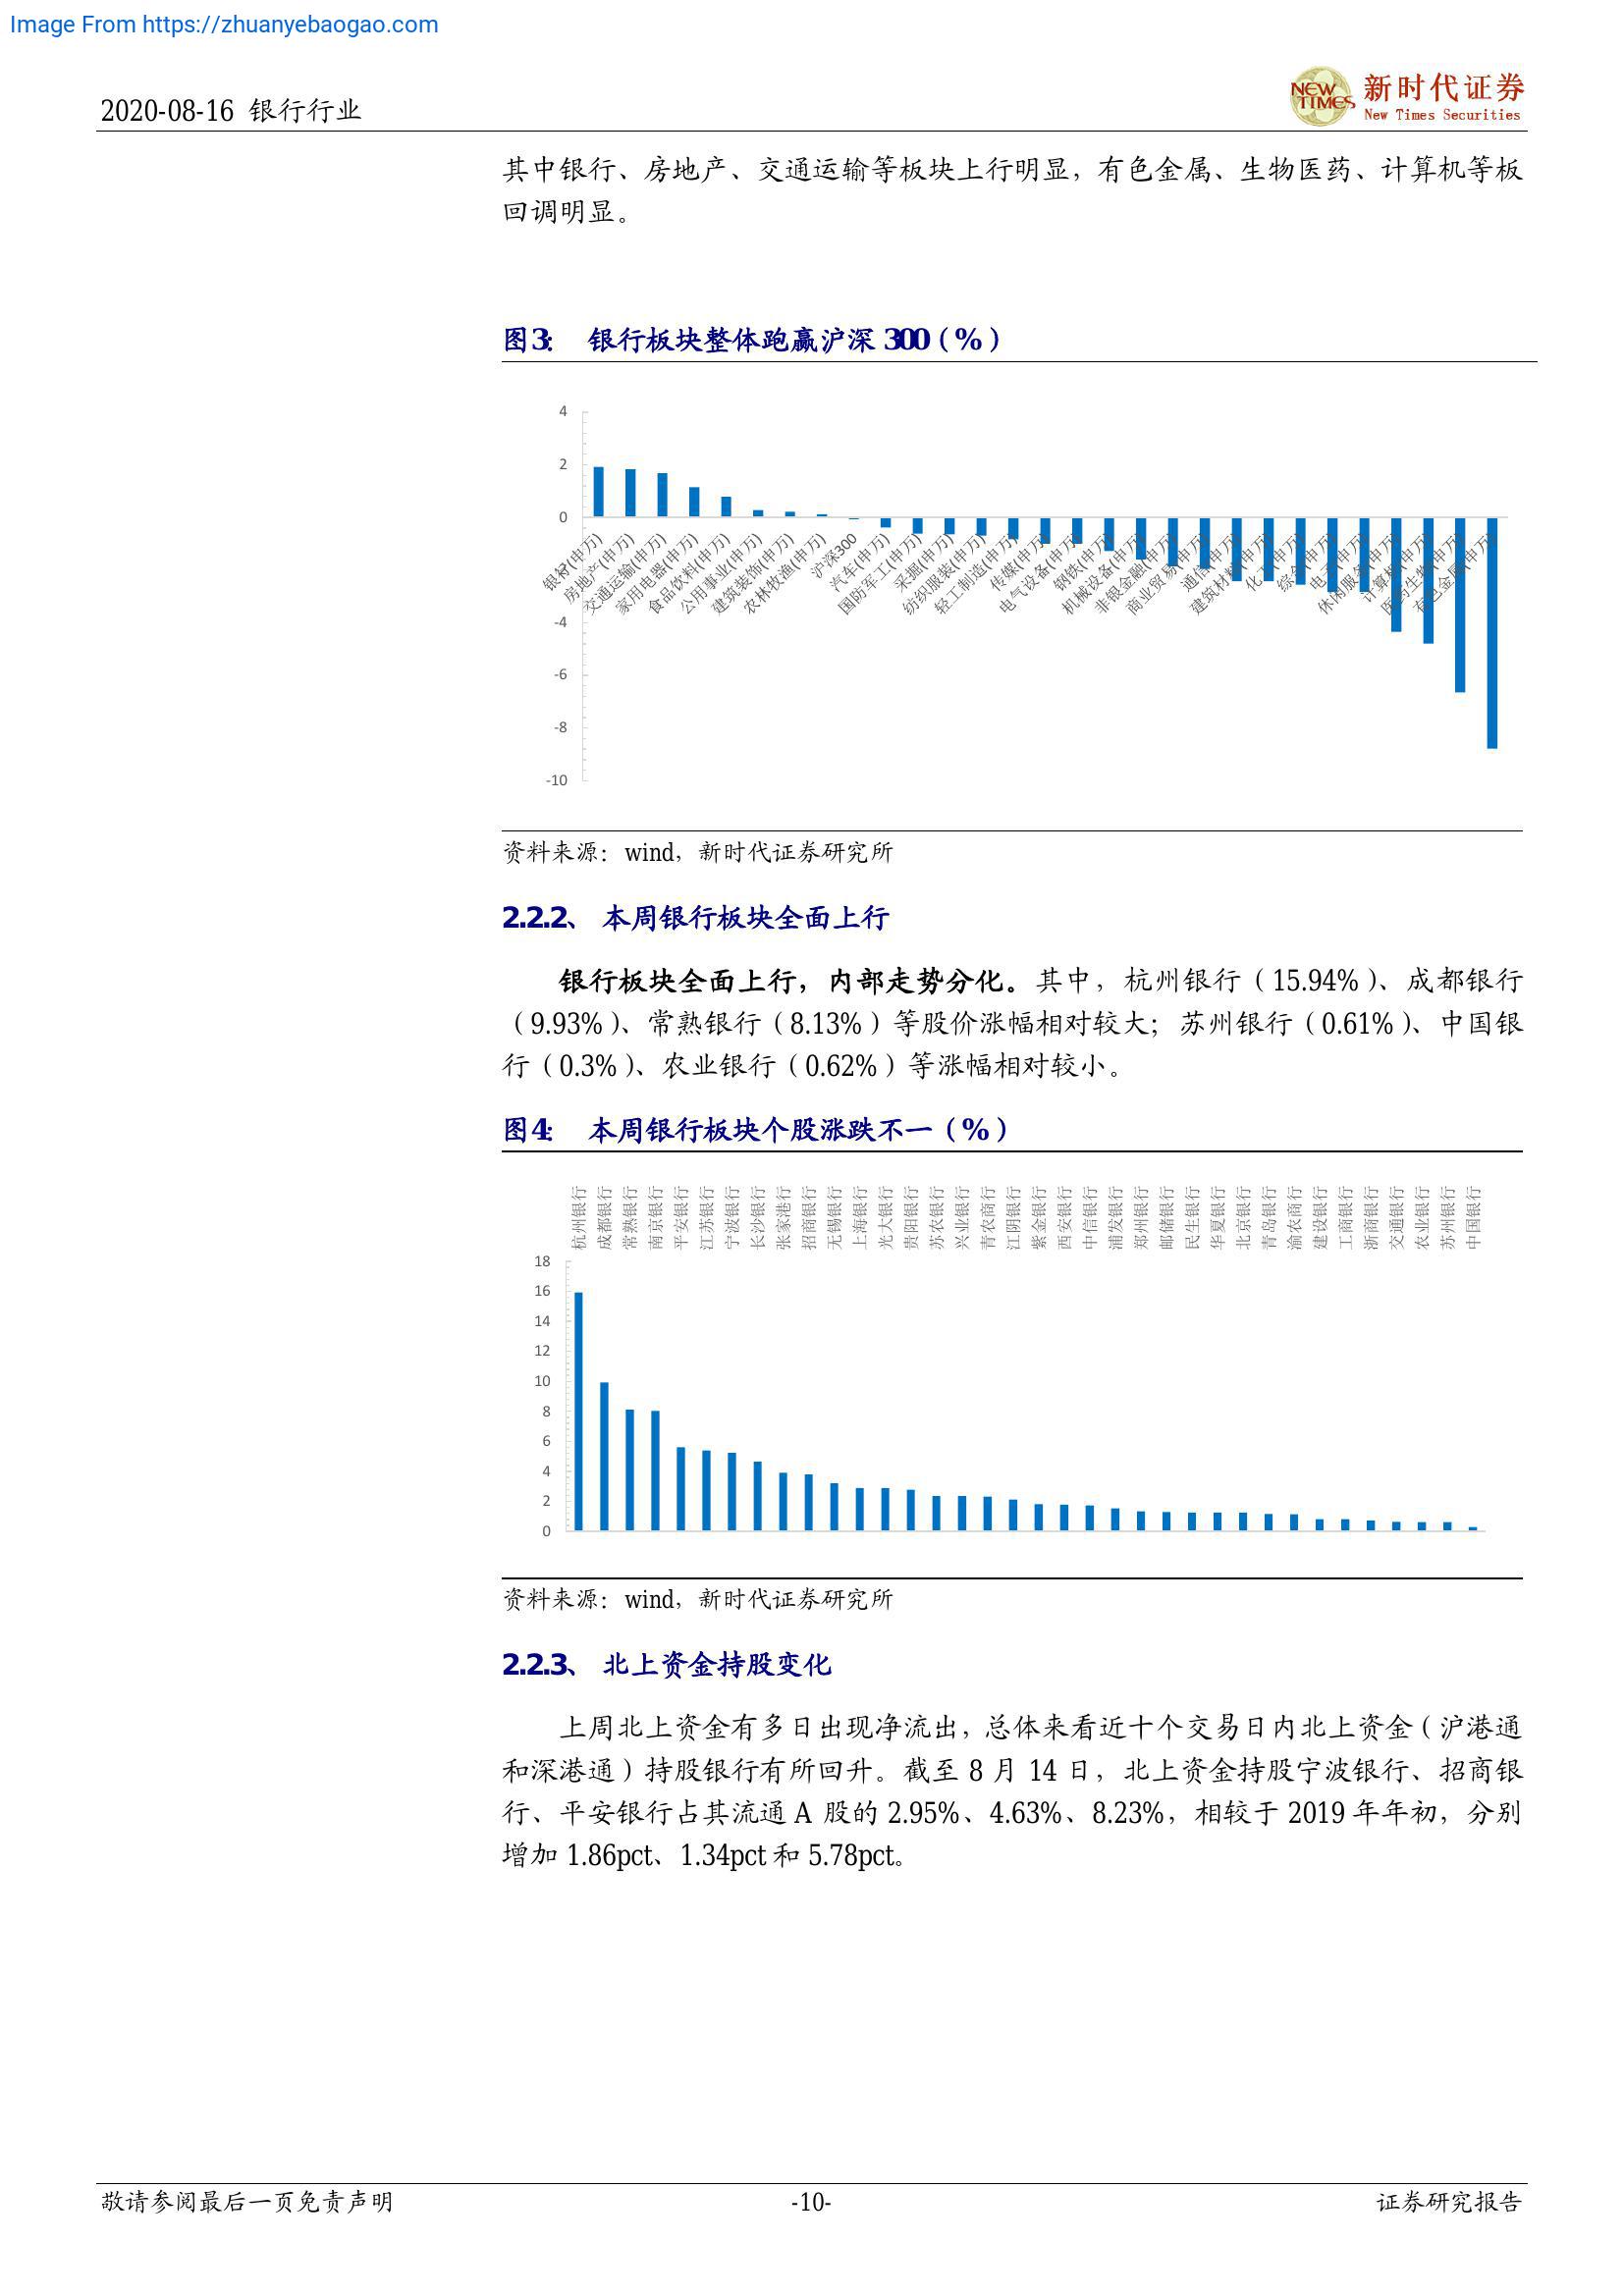 Image From https://zhuanyebaogao.com
2020-08-16 银行行业
NEW TIMES
新时代证券
New Times Securities
其中银行、房地产、交通运输等板块上行明显，有色金属、生物医药、计算机等板
回调明显。
图3： 银行板块整体跑赢沪深 300（%）
4
2
0
-4
-6
-8
-10
银行(申万)
房地产(申万)
交通运输(申万)
家用电器(申万)
食品饮料(申万)
公用事业(申万)
建筑装饰(申万)
农林牧渔(申万)
沪深300
汽车(申万)
国防军工(申万)
采掘(申万)
纺织服装(申万)
轻工制造(申万)
传媒(申万)
电气设备(申万)
钢铁(申万)
机械设备(申万)
非银金融(申万)
商业贸易(申万)
通信(申万)
建筑材料(申万)
化工(申万)
综合(申万)
电子(申万)
休闲服务(申万)
计算机(申万)
医药生物(申万)
有色金属(申万)
资料来源：wind，新时代证券研究所
2.2.2、 本周银行板块全面上行
银行板块全面上行，内部走势分化。其中，杭州银行（15.94%）、成都银行
（9.93%）、常熟银行（8.13%）等股价涨幅相对较大；苏州银行（0.61%）、中国银
行（0.3%）、农业银行（0.62%）等涨幅相对较小。
图4： 本周银行板块个股涨跌不一（%）
杭州银行
成都银行
常熟银行
南京银行
平安银行
江苏银行
宁波银行
长沙银行
张家港行
招商银行
无锡银行
上海银行
光大银行
贵阳银行
苏农银行
兴业银行
青农商行
江阴银行
紫金银行
西安银行
中信银行
浦发银行
郑州银行
邮储银行
民生银行
华夏银行
北京银行
青岛银行
渝农商行
建设银行
工商银行
浙商银行
交通银行
农业银行
苏州银行
中国银行
18
16
14
12
10
8
6
4
2
0
资料来源：wind，新时代证券研究所
2.2.3、 北上资金持股变化
上周北上资金有多日出现净流出，总体来看近十个交易日内北上资金（沪港通
和深港通）持股银行有所回升。截至 8 月 14 日，北上资金持股宁波银行、招商银
行、平安银行占其流通 A 股的 2.95%、4.63%、8.23%，相较于 2019 年年初，分别
增加 1.86pct、1.34pct 和 5.78pct。
敬请参阅最后一页免责声明
-10-
证券研究报告